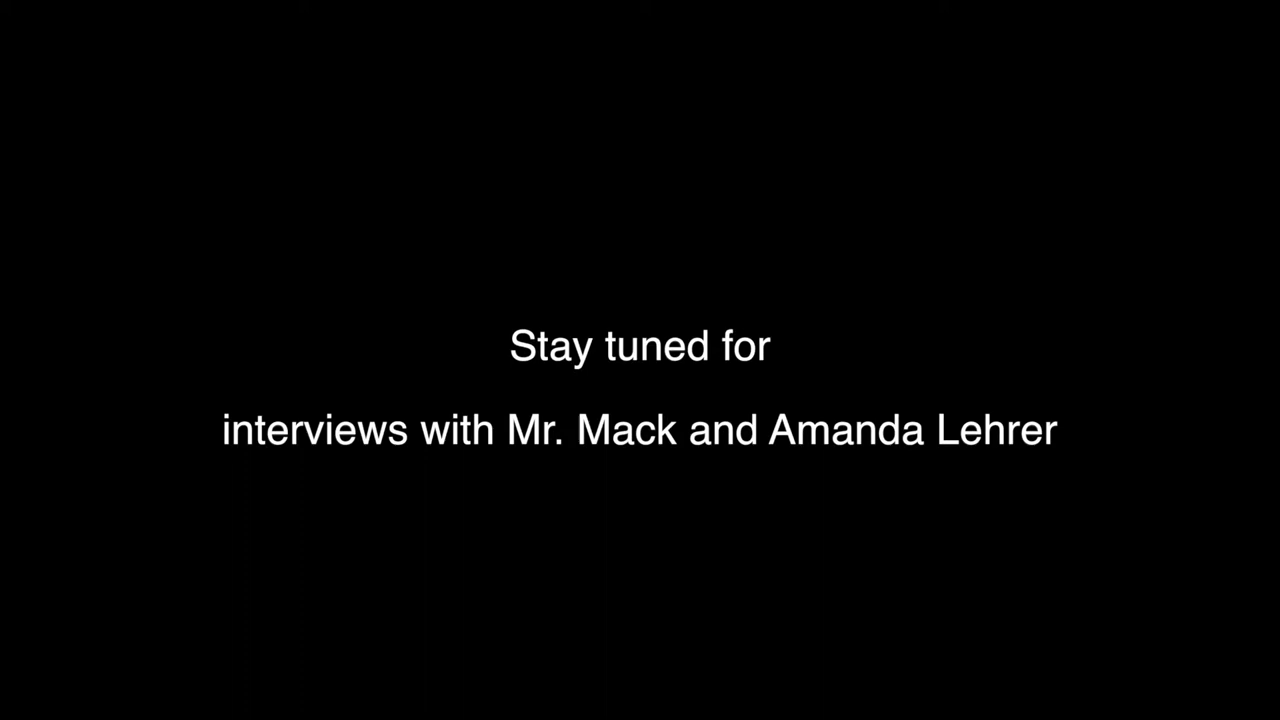 Stay tuned for
interviews with Mr. Mack and Amanda Lehrer